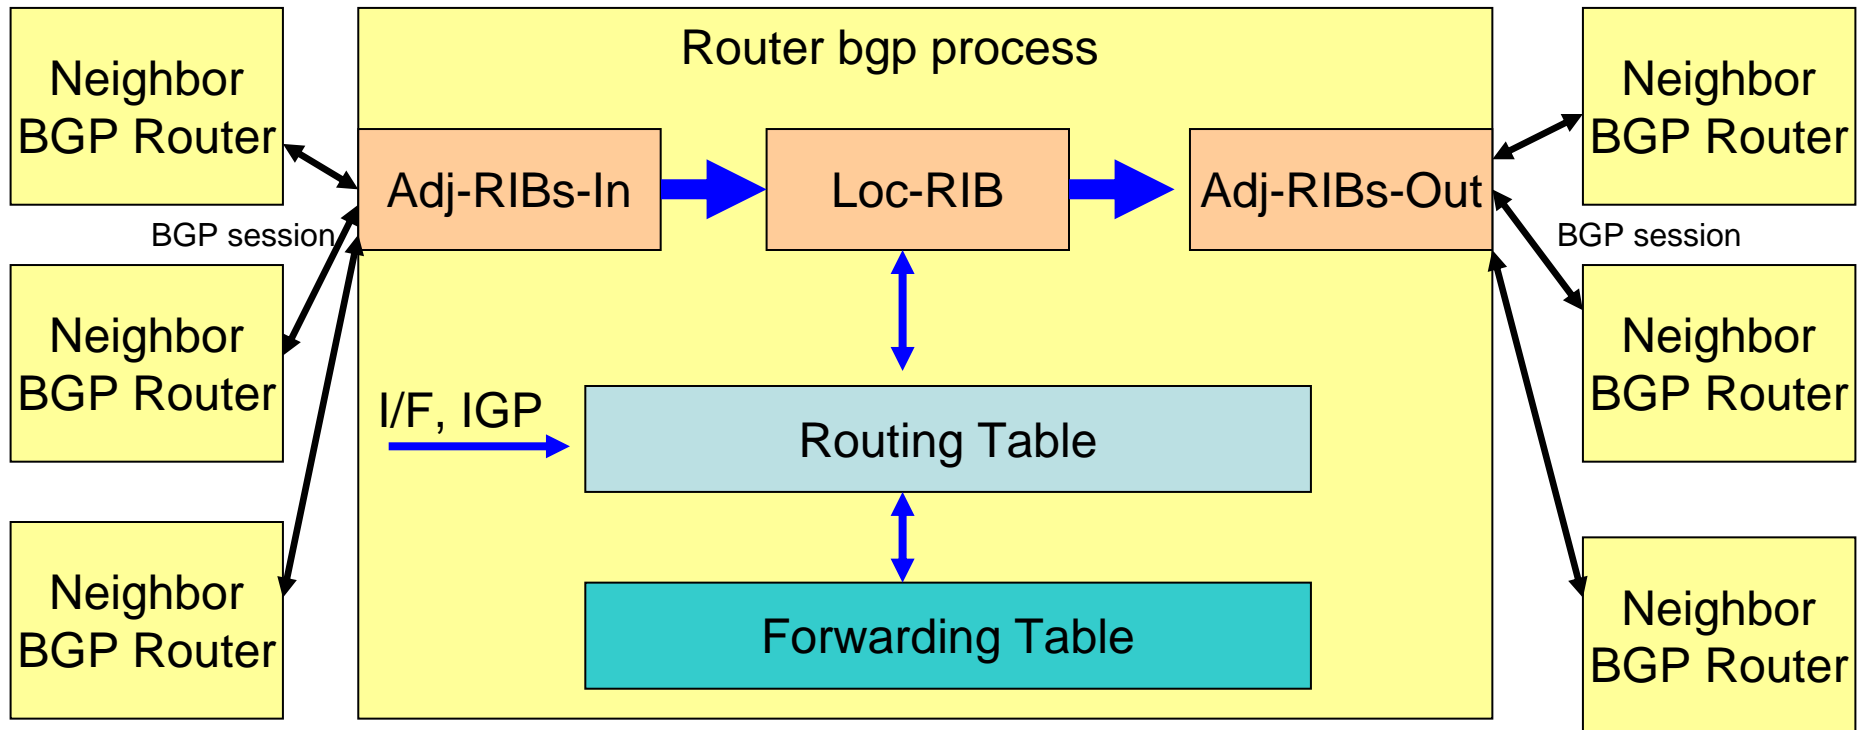 Router bgp process
Neighbor
BGP Router
Neighbor
BGP Router
Adj-RIBs-In
Loc-RIB
Adj-RIBs-Out
BGP session
BGP session
Neighbor
BGP Router
Neighbor
BGP Router
I/F, IGP
Routing Table
Neighbor
BGP Router
Forwarding Table
Neighbor
BGP Router